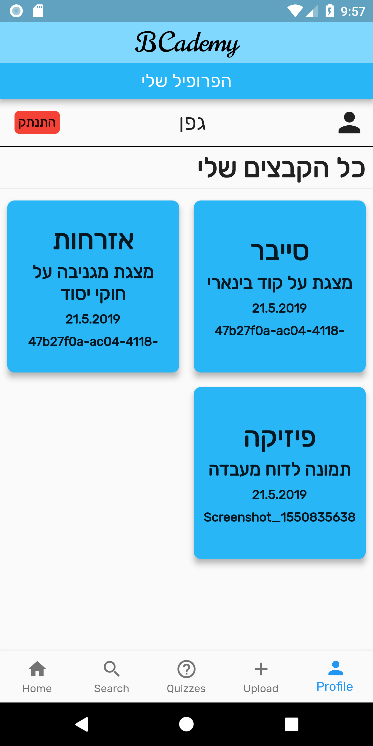 9:57
BCademy
הפרופיל שלי
גפן
התנתק
כל הקבצים שלי
סייבר
מצגת על קוד בינארי
21.5.2019
47b27f0a-ac04-4118-
אזרחות
מצגת מגניבה על
חוקי יסוד
21.5.2019
47b27f0a-ac04-4118-
פיזיקה
תמונה לדוח מעבדה
21.5.2019
Screenshot_1550835638
Home
Search
Quizzes
Upload
Profile